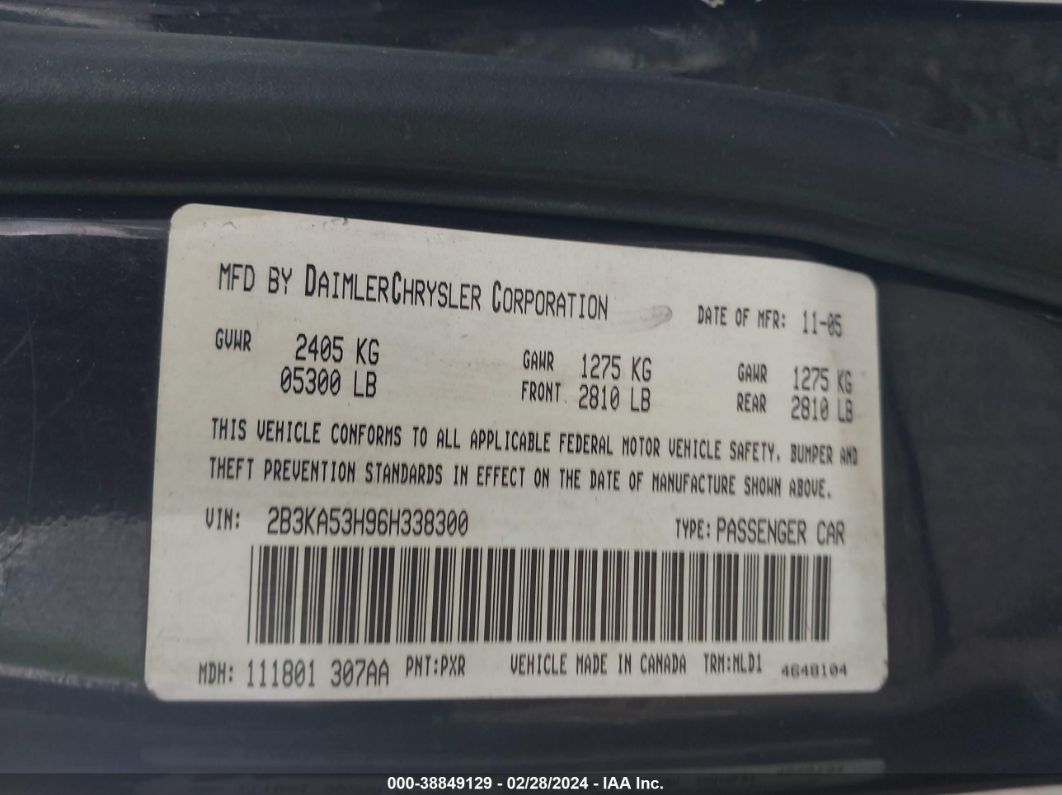 MFD BY DAIMLERCHRYSLER CORPORATION DATE OF MFR: 11-05
GVWR 2405 KG GAWR 1275 KG GAWR 1275 KG
05300 LB FRONT 2810 LB REAR 2810 LB
THIS VEHICLE CONFORMS TO ALL APPLICABLE FEDERAL MOTOR VEHICLE SAFETY, BUMPER AND
THEFT PREVENTION STANDARDS IN EFFECT ON THE DATE OF MANUFACTURE SHOWN ABOVE.
VIN: 2B3KA53H96H338300 TYPE: PASSENGER CAR
MDH: 111801 307AA PNT:PXR VEHICLE MADE IN CANADA TRM:MLD1 4648104
000-38849129 - 02/28/2024 - IAA Inc.